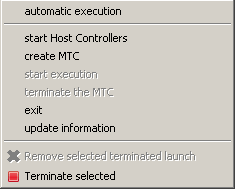 automatic execution
start Host Controllers
create MTC
start execution
terminate the MTC
exit
update information
Remove selected terminated launch
Terminate selected